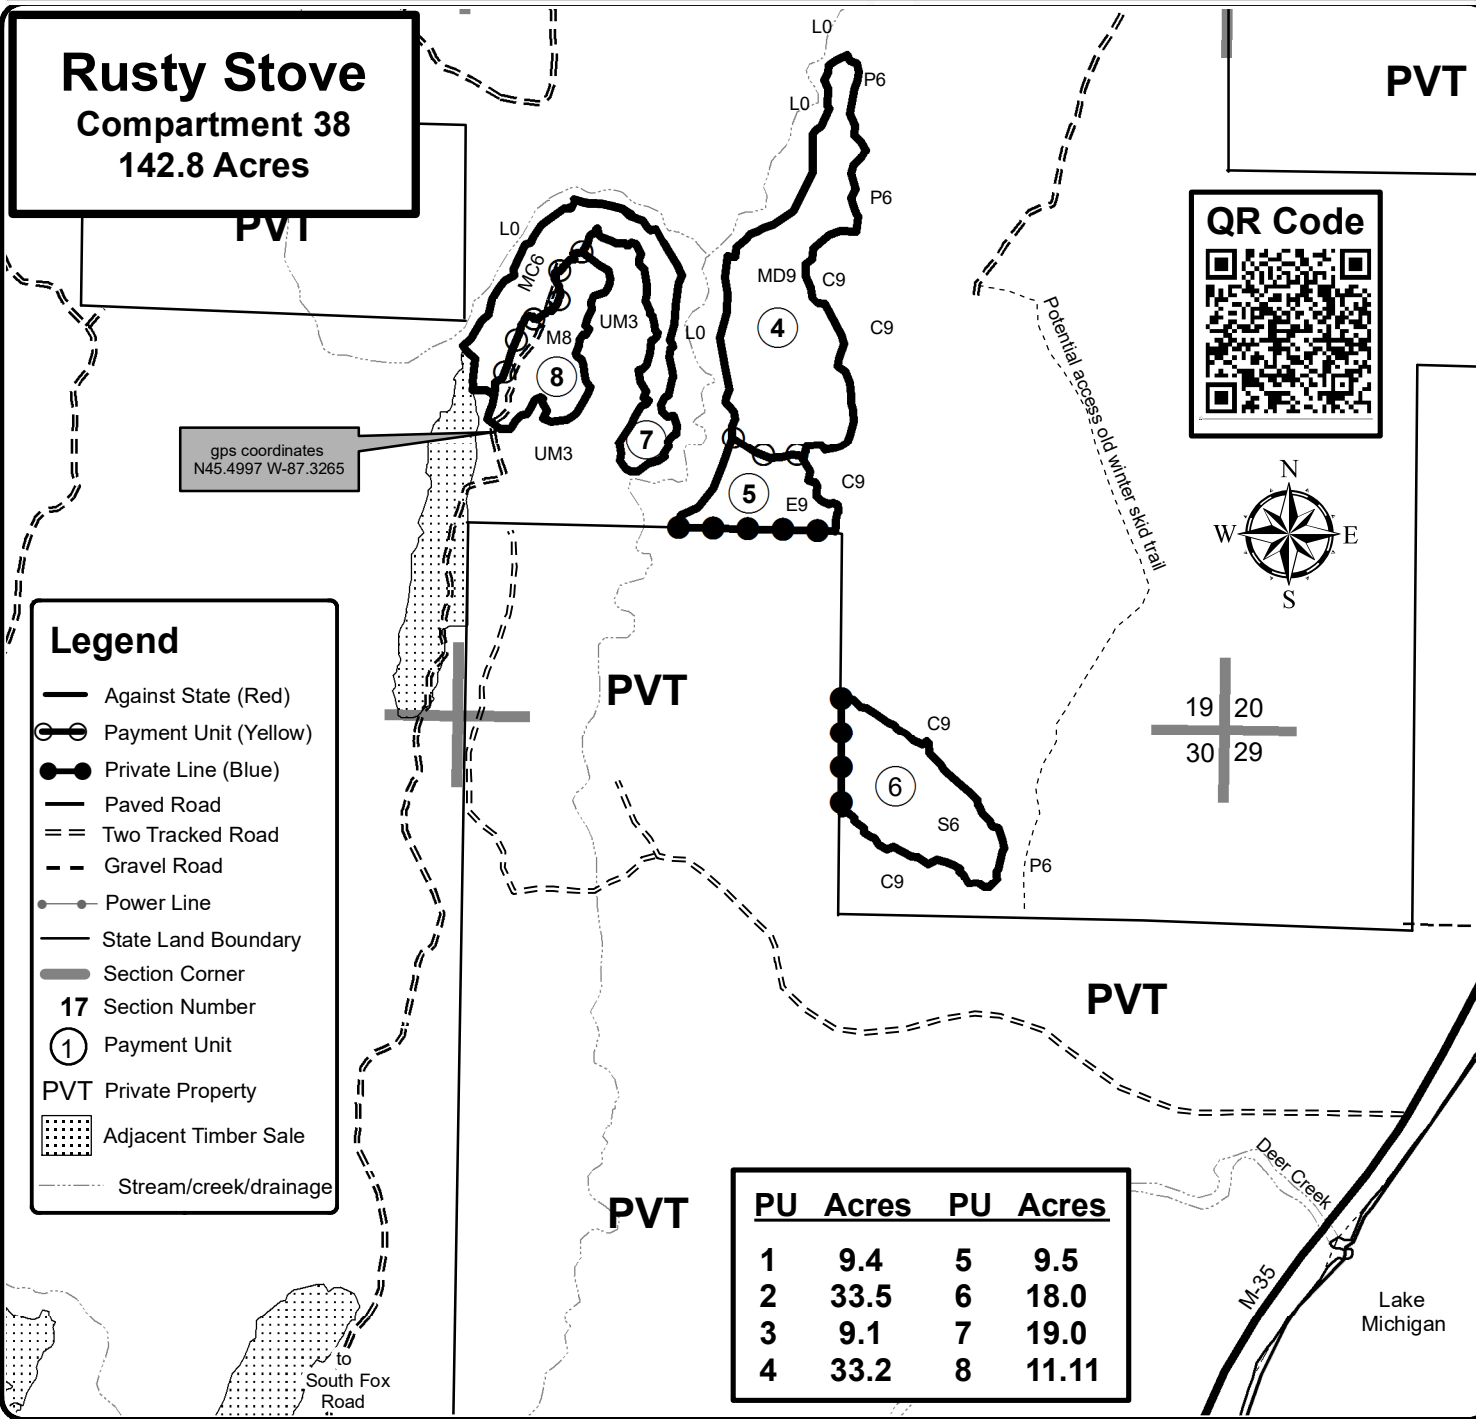 Rusty Stove
Compartment 38
142.8 Acres
PVT
PVT
L0
L0
P6
P6
L0
MC6
UM3
M8
8
L0
7
UM3
MD9
4
C9
C9
C9
5
E9
gps coordinates
N45.4997 W-87.3265
Potential access old winter skid trail
QR Code
N
W
E
S
19 20
30 29
Legend
Against State (Red)
Payment Unit (Yellow)
Private Line (Blue)
Paved Road
Two Tracked Road
Gravel Road
Power Line
State Land Boundary
Section Corner
17 Section Number
1 Payment Unit
PVT Private Property
Adjacent Timber Sale
Stream/creek/drainage
PVT
C9
6
S6
C9
P6
PVT
PVT
PU Acres PU Acres
1 9.4 5 9.5
2 33.5 6 18.0
3 9.1 7 19.0
4 33.2 8 11.11
Deer Creek
M-35
Lake
Michigan
to
South Fox
Road